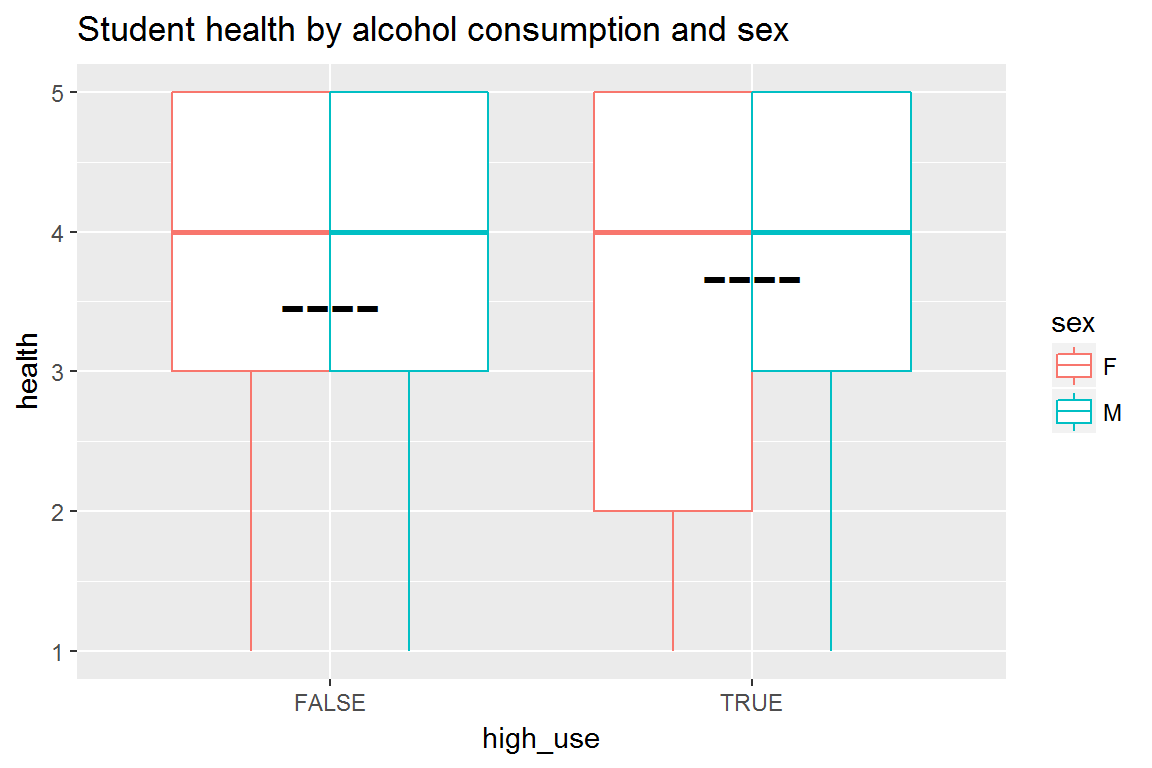 Student health by alcohol consumption and sex
5
4
3
2
1
health
FALSE
TRUE
high_use
sex
F
M